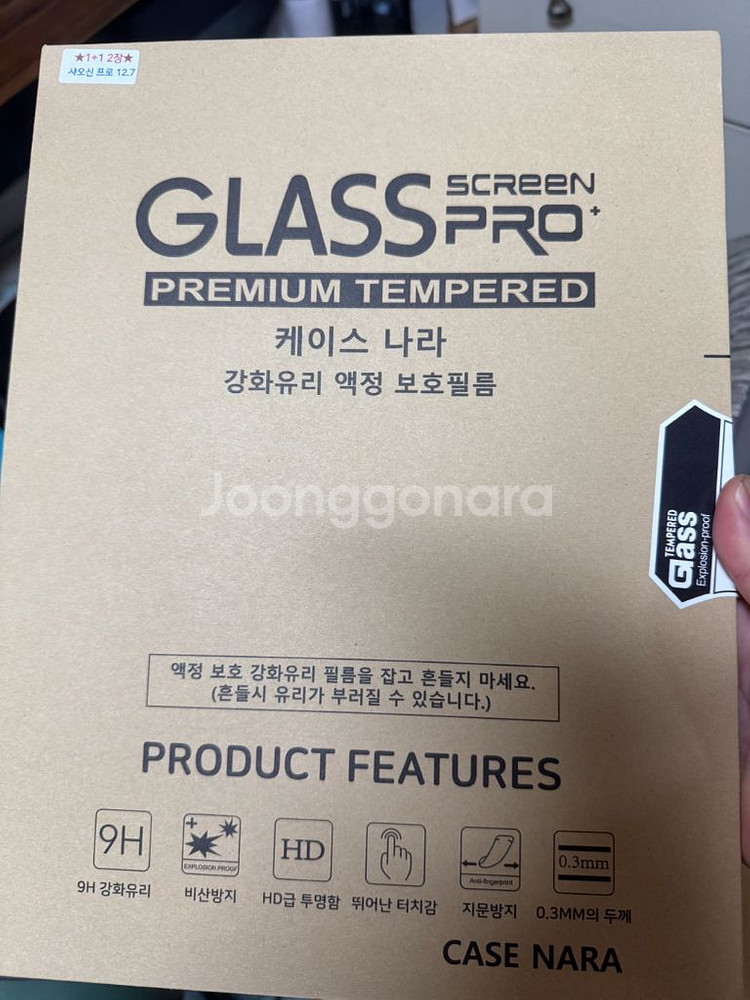 ★1+1 2장★
샤오신 프로 12.7
GLASS SCREEN PRO+
PREMIUM TEMPERED
케이스 나라
강화유리 액정 보호필름
Joonggonara
TEMPERED
Glass
Explosion-proof
액정 보호 강화유리 필름을 잡고 흔들지 마세요.
(흔들시 유리가 부러질 수 있습니다.)
PRODUCT FEATURES
9H
EXPLOSION PROOF
HD
Anti-fingerprint
0.3mm
9H 강화유리
비산방지
HD급 투명함
뛰어난 터치감
지문방지
0.3MM의 두께
CASE NARA